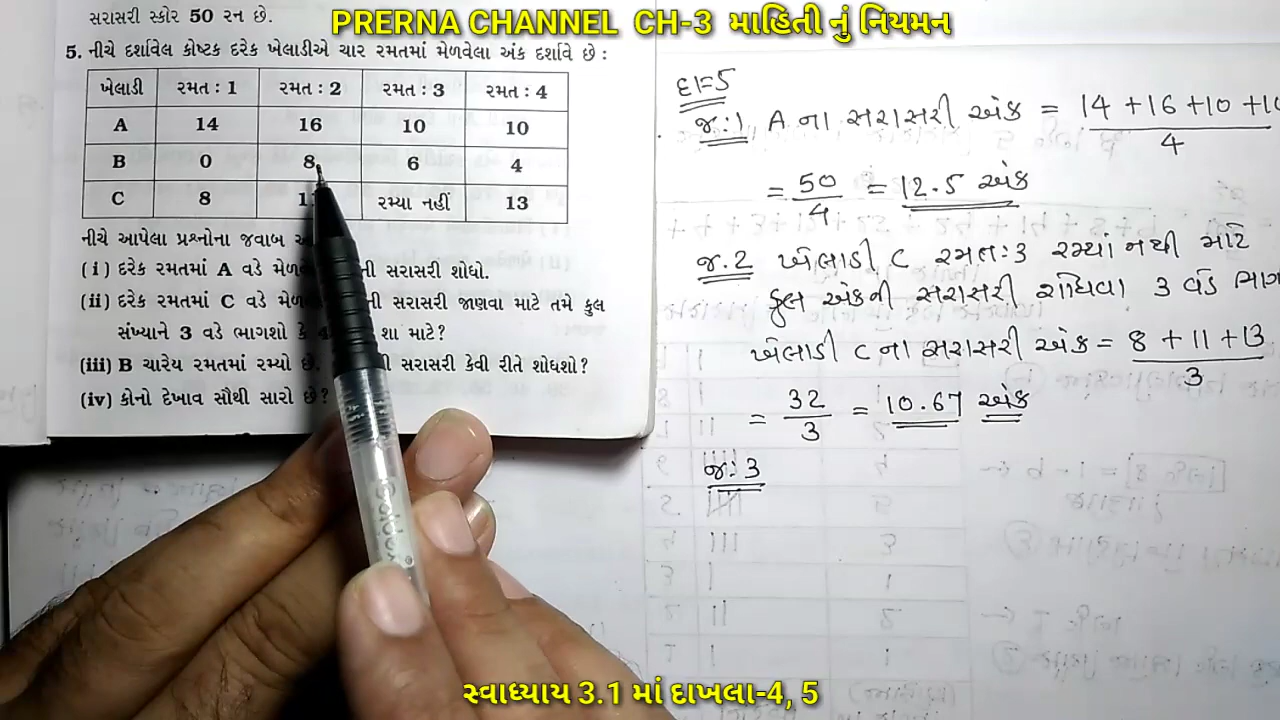 PRERNA CHANNEL CH-3 માહિતી નું નિયમન
સરાસરી સ્કોર 50 રન છે.
5. નીચે દર્શાવેલ કોષ્ટક દરેક ખેલાડીએ ચાર રમતમાં મેળવેલા અંક દર્શાવે છે :
ખેલાડી રમત : 1 રમત : 2 રમત : 3 રમત : 4
A 14 16 10 10
B 0 8 6 4
C 8 રમ્યા નહીં 13
નીચે આપેલા પ્રશ્નોના જવાબ
(i) દરેક રમતમાં A વડે સરાસરી શોધો.
(ii) દરેક રમતમાં C વડે સરાસરી જાણવા માટે તમે કુલ
સંખ્યાને 3 વડે ભાગશો કે શા માટે?
(iii) B ચારેય રમતમાં રમ્યો છે. સરાસરી કેવી રીતે શોધશો?
(iv) કોનો દેખાવ સૌથી સારો છે?
દા=5
જ:1 A ના સરાસરી અંક = 14 + 16 + 10 + 10
4
= 50 = 12.5 અંક
4
જ.2 ખેલાડી C રમત:3 રમ્યાં નથી માટે
કુલ અંકની સરાસરી શોધવા 3 વડે ભાગ
ખેલાડી C ના સરાસરી અંક = 8 + 11 + 13
3
= 32 = 10.67 અંક
3
જ:3
સ્વાધ્યાય 3.1 માં દાખલા-4, 5